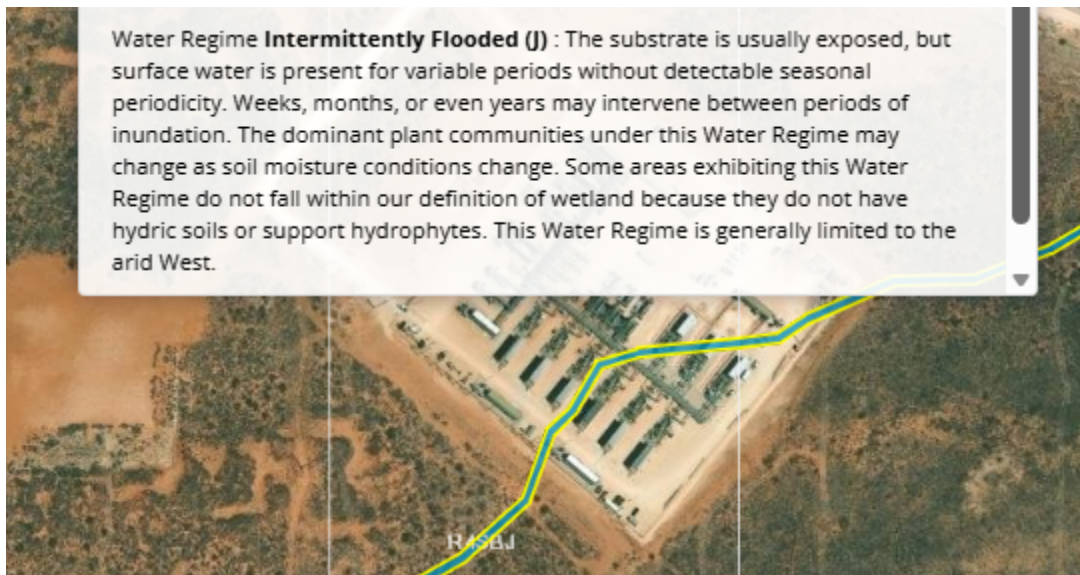 Water Regime Intermittently Flooded (J) : The substrate is usually exposed, but
surface water is present for variable periods without detectable seasonal
periodicity. Weeks, months, or even years may intervene between periods of
inundation. The dominant plant communities under this Water Regime may
change as soil moisture conditions change. Some areas exhibiting this Water
Regime do not fall within our definition of wetland because they do not have
hydric soils or support hydrophytes. This Water Regime is generally limited to the
arid West.
R4SBJ